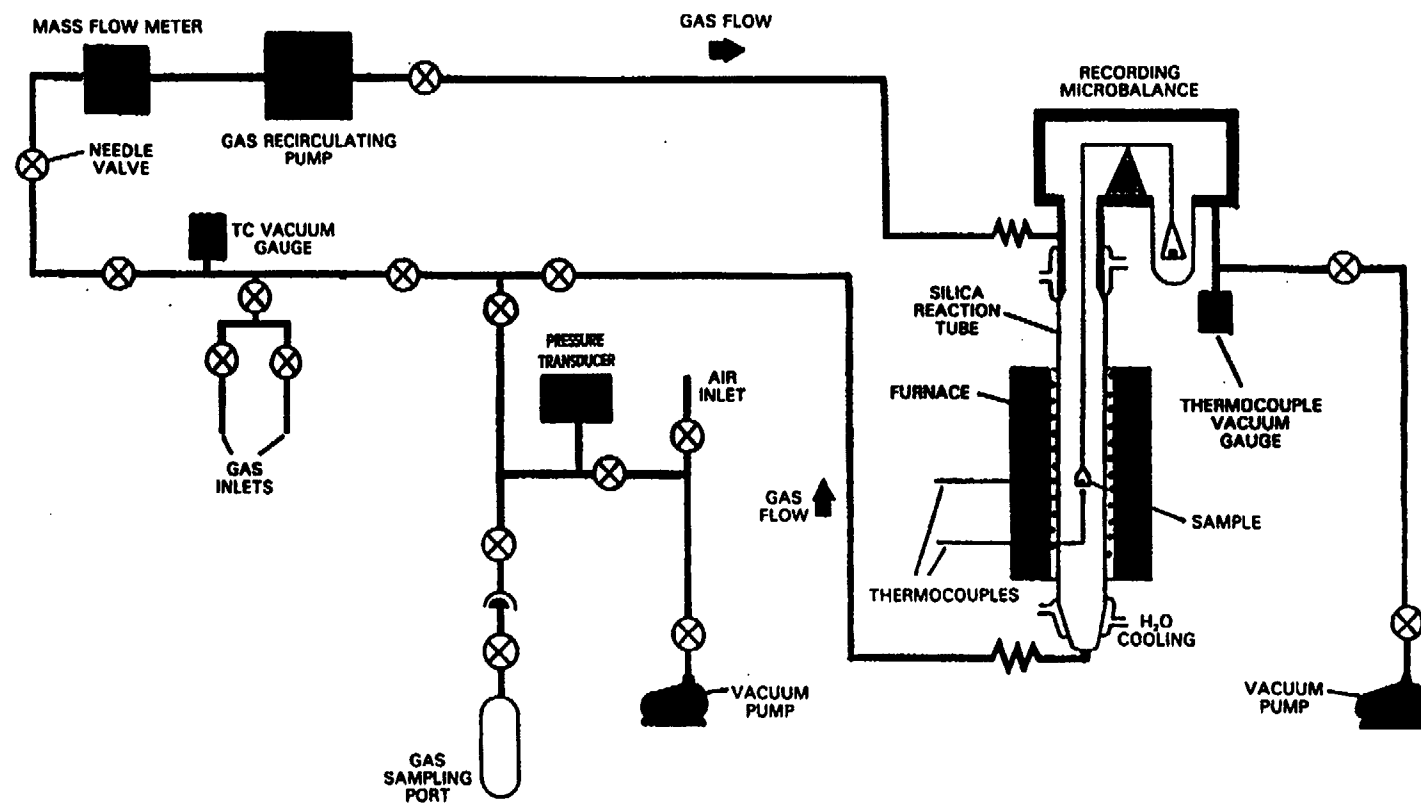 MASS FLOW METER
GAS FLOW
RECORDING
MICROBALANCE
GAS RECIRCULATING
PUMP
NEEDLE
VALVE
TC VACUUM
GAUGE
SILICA
REACTION
TUBE
PRESSURE
TRANSDUCER
AIR
INLET
FURNACE
THERMOCOUPLE
VACUUM
GAUGE
GAS
INLETS
GAS
FLOW
SAMPLE
THERMOCOUPLES
H₂O
COOLING
VACUUM
PUMP
VACUUM
PUMP
GAS
SAMPLING
PORT